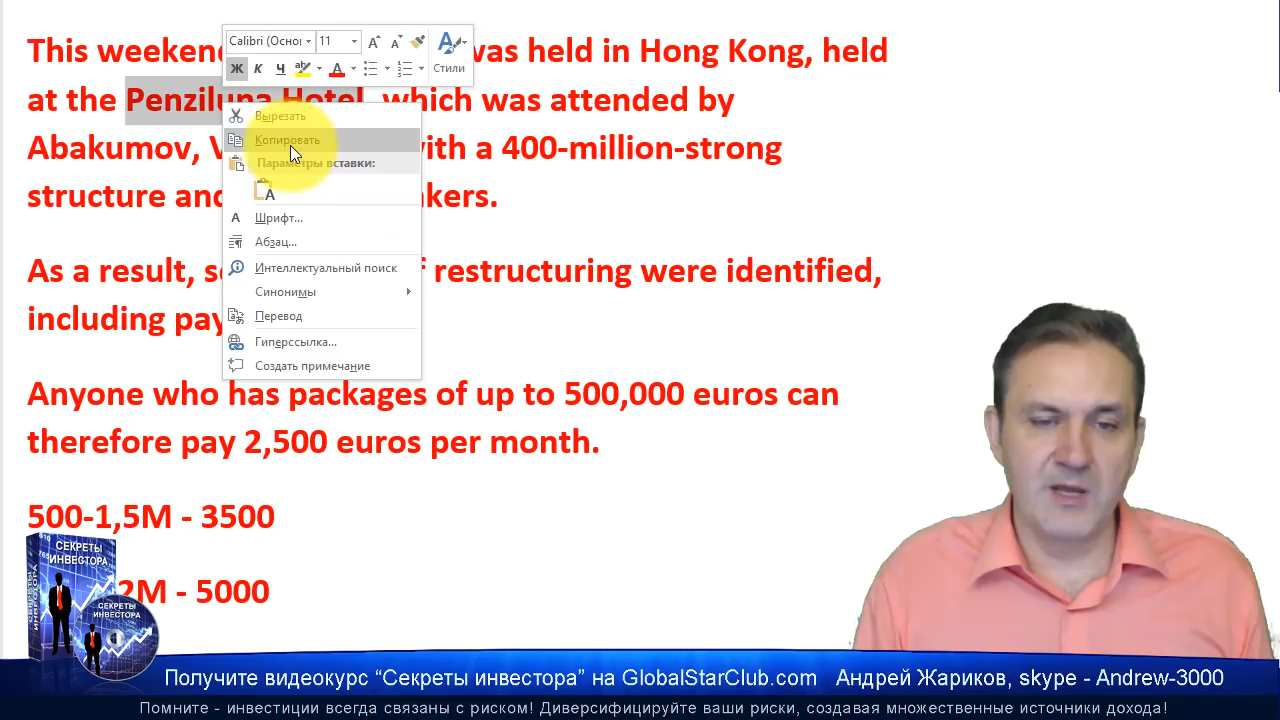 This weekend
was held in Hong Kong, held
at the Penziluna Hotel, which was attended by
Abakumov, V
with a 400-million-strong
structure and
kers.
As a result, s
f restructuring were identified,
including pay
Anyone who has packages of up to 500,000 euros can
therefore pay 2,500 euros per month.
500-1,5M - 3500
2M - 5000
Calibri (Осно
11
Ж К Ч
Стили
Вырезать
Копировать
Параметры вставки:
Шрифт...
Абзац...
Интеллектуальный поиск
Синонимы
Перевод
Гиперссылка...
Создать примечание
СЕКРЕТЫ
ИНВЕСТОРА
СЕКРЕТЫ ИНВЕСТОРА
СЕКРЕТЫ
ИНВЕСТОРА
Получите видеокурс “Секреты инвестора” на GlobalStarClub.com Андрей Жариков, skype - Andrew-3000
Помните - инвестиции всегда связаны с риском! Диверсифицируйте ваши риски, создавая множественные источники дохода!